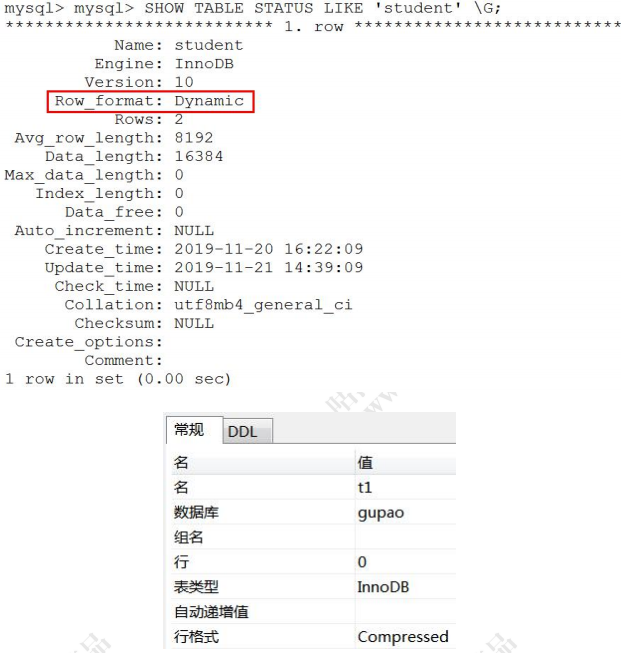 mysql> mysql> SHOW TABLE STATUS LIKE 'student' \G;
*************************** 1. row ***************************
Name: student
Engine: InnoDB
Version: 10
Row_format: Dynamic
Rows: 2
Avg_row_length: 8192
Data_length: 16384
Max_data_length: 0
Index_length: 0
Data_free: 0
Auto_increment: NULL
Create_time: 2019-11-20 16:22:09
Update_time: 2019-11-21 14:39:09
Check_time: NULL
Collation: utf8mb4_general_ci
Checksum: NULL
Create_options:
Comment:
1 row in set (0.00 sec)
常规 DDL
名 值
名 t1
数据库 gupao
组名
行 0
表类型 InnoDB
自动递增值
行格式 Compressed